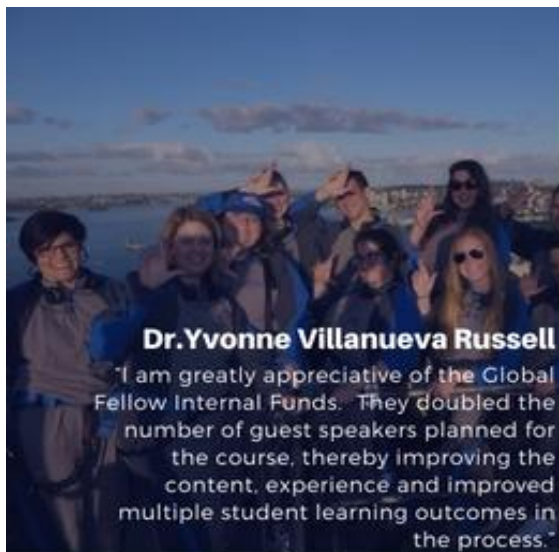 Dr.Yvonne Villanueva Russell
"I am greatly appreciative of the Global
Fellow Internal Funds. They doubled the
number of guest speakers planned for
the course, thereby improving the
content, experience and improved
multiple student learning outcomes in
the process."